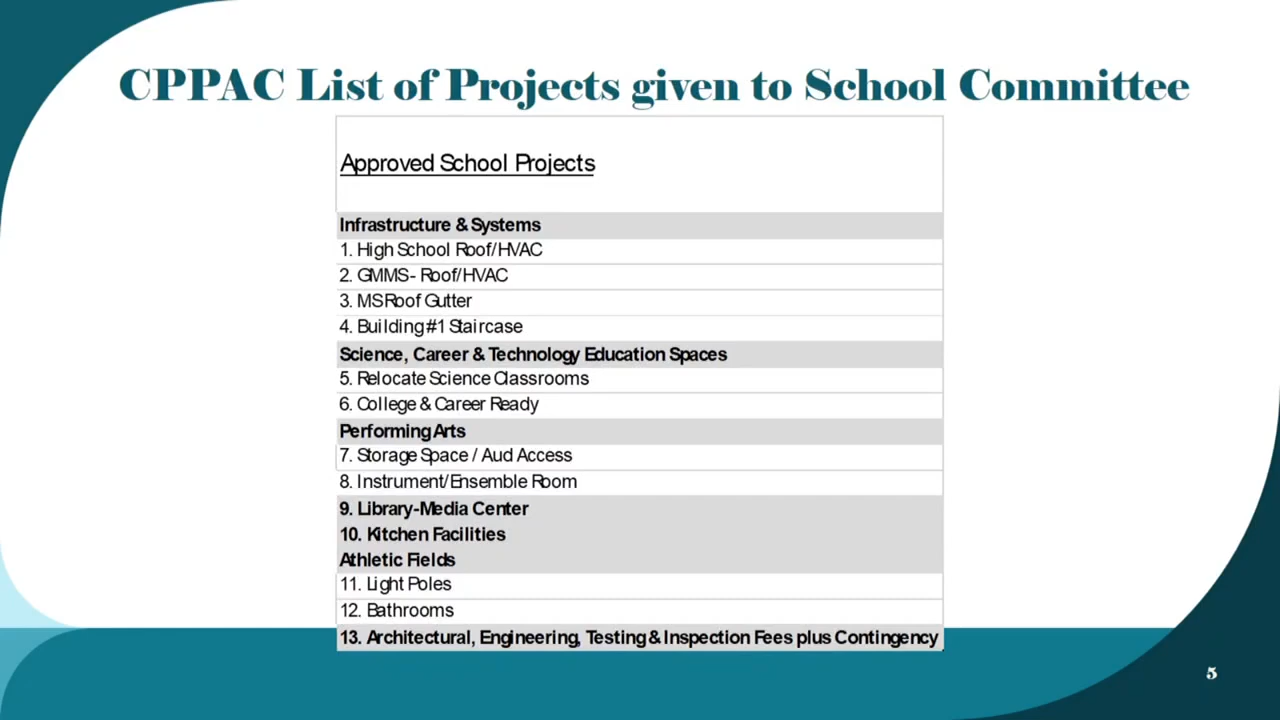 CPPAC List of Projects given to School Committee
Approved School Projects
Infrastructure & Systems
1. High School Roof/HVAC
2. GMMS - Roof/HVAC
3. MS Roof Gutter
4. Building #1 Staircase
Science, Career & Technology Education Spaces
5. Relocate Science Classrooms
6. College & Career Ready
Performing Arts
7. Storage Space / Aud Access
8. Instrument/Ensemble Room
9. Library-Media Center
10. Kitchen Facilities
Athletic Fields
11. Light Poles
12. Bathrooms
13. Architectural, Engineering, Testing & Inspection Fees plus Contingency
5